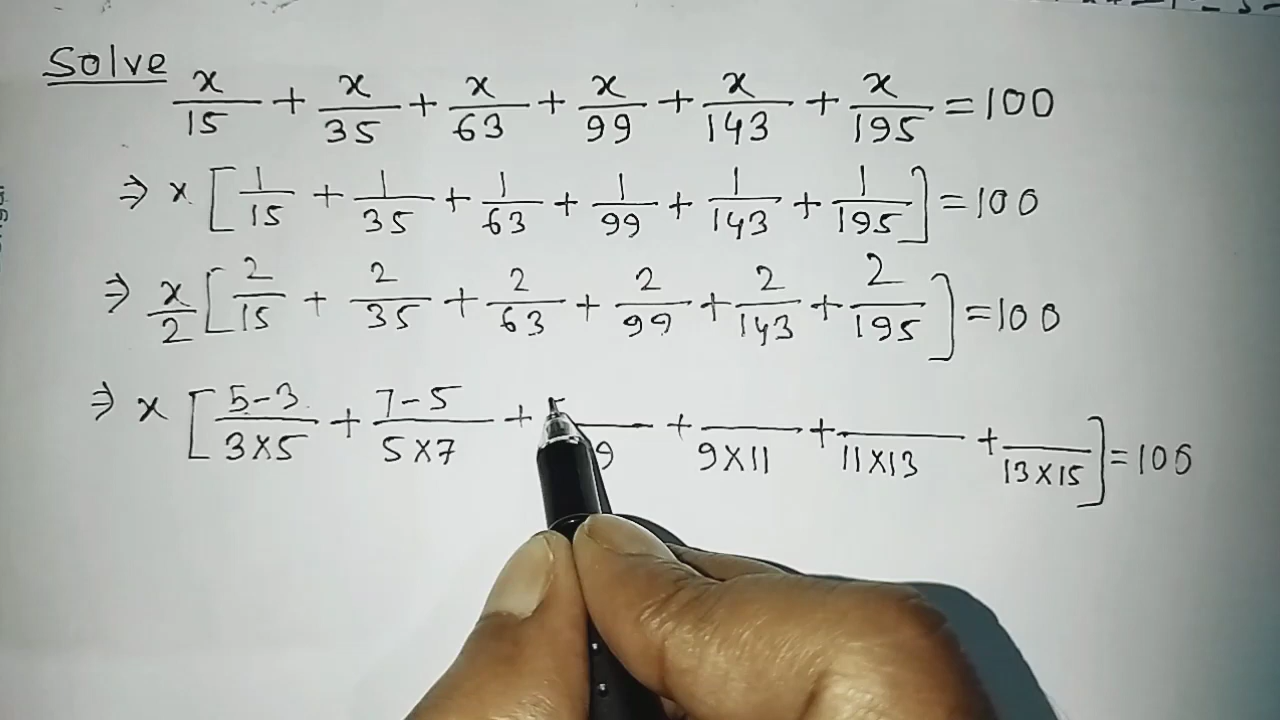 Solve
x/15 + x/35 + x/63 + x/99 + x/143 + x/195 = 100
⇒ x [ 1/15 + 1/35 + 1/63 + 1/99 + 1/143 + 1/195 ] = 100
⇒ x/2 [ 2/15 + 2/35 + 2/63 + 2/99 + 2/143 + 2/195 ] = 100
⇒ x [ (5-3)/(3×5) + (7-5)/(5×7) + /9 + /(9×11) + /(11×13) + /(13×15) ] = 100